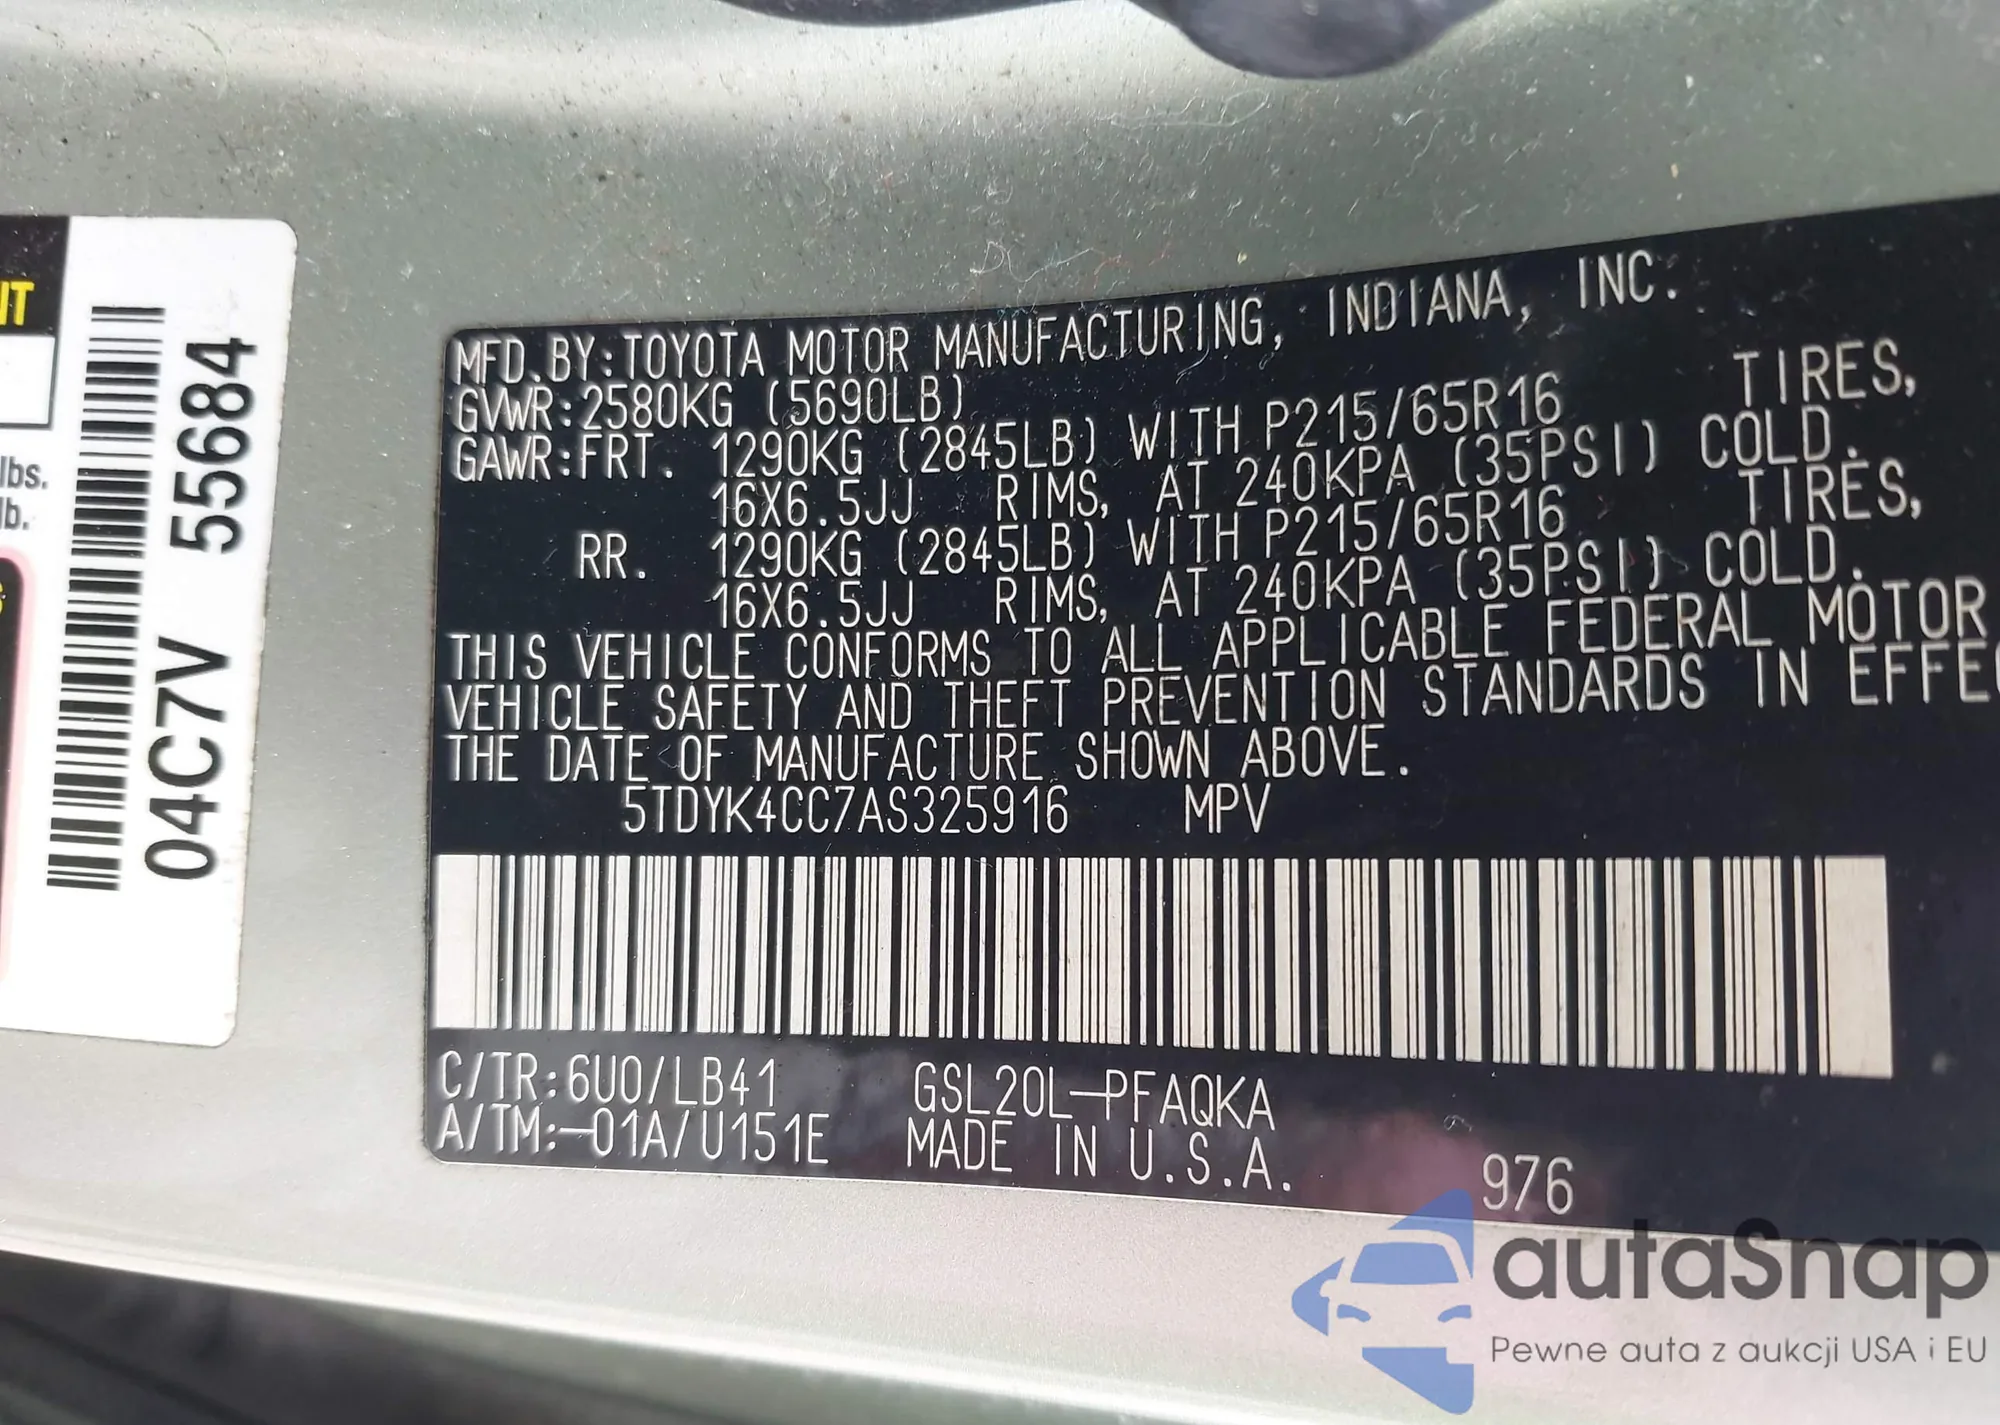 IT
lbs.
lb.
04C7V 55684
MFD.BY:TOYOTA MOTOR MANUFACTURING, INDIANA, INC.
GVWR:2580KG (5690LB)
GAWR:FRT. 1290KG (2845LB) WITH P215/65R16 TIRES,
16X6.5JJ RIMS, AT 240KPA (35PSI) COLD.
RR. 1290KG (2845LB) WITH P215/65R16 TIRES,
16X6.5JJ RIMS, AT 240KPA (35PSI) COLD.
THIS VEHICLE CONFORMS TO ALL APPLICABLE FEDERAL MOTOR
VEHICLE SAFETY AND THEFT PREVENTION STANDARDS IN EFFE
THE DATE OF MANUFACTURE SHOWN ABOVE.
5TDYK4CC7AS325916 MPV
C/TR:6U0/LB41 GSL20L-PFAQKA
A/TM:-01A/U151E MADE IN U.S.A.
976
autaSnap
Pewne auta z aukcji USA i EU